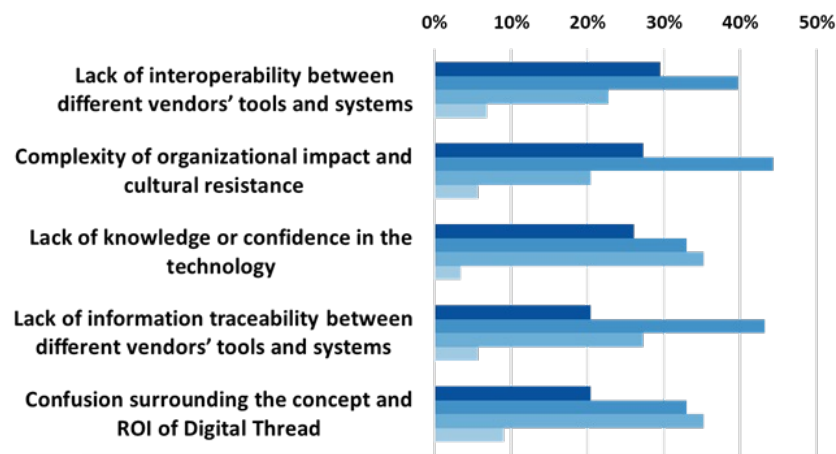 0% 10% 20% 30% 40% 50%
Lack of interoperability between
different vendors’ tools and systems
Complexity of organizational impact and
cultural resistance
Lack of knowledge or confidence in the
technology
Lack of information traceability between
different vendors’ tools and systems
Confusion surrounding the concept and
ROI of Digital Thread